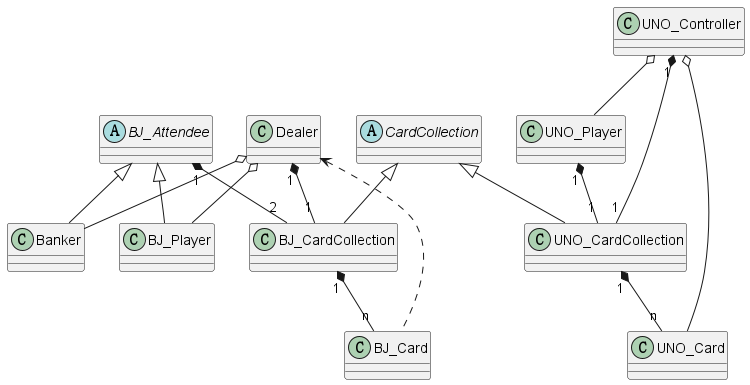 C UNO_Controller
1
A BJ_Attendee
C Dealer
A CardCollection
C UNO_Player
1
1
1
2
1
1
1
C Banker
C BJ_Player
C BJ_CardCollection
C UNO_CardCollection
1
1
n
n
C BJ_Card
C UNO_Card